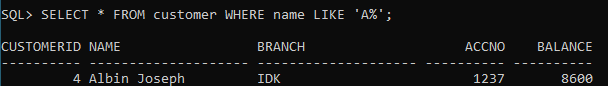 SQL> SELECT * FROM customer WHERE name LIKE 'A%';
CUSTOMERID NAME                 BRANCH                    ACCNO    BALANCE
---------- -------------------- -------------------- ---------- ----------
         4 Albin Joseph         IDK                        1237       8600